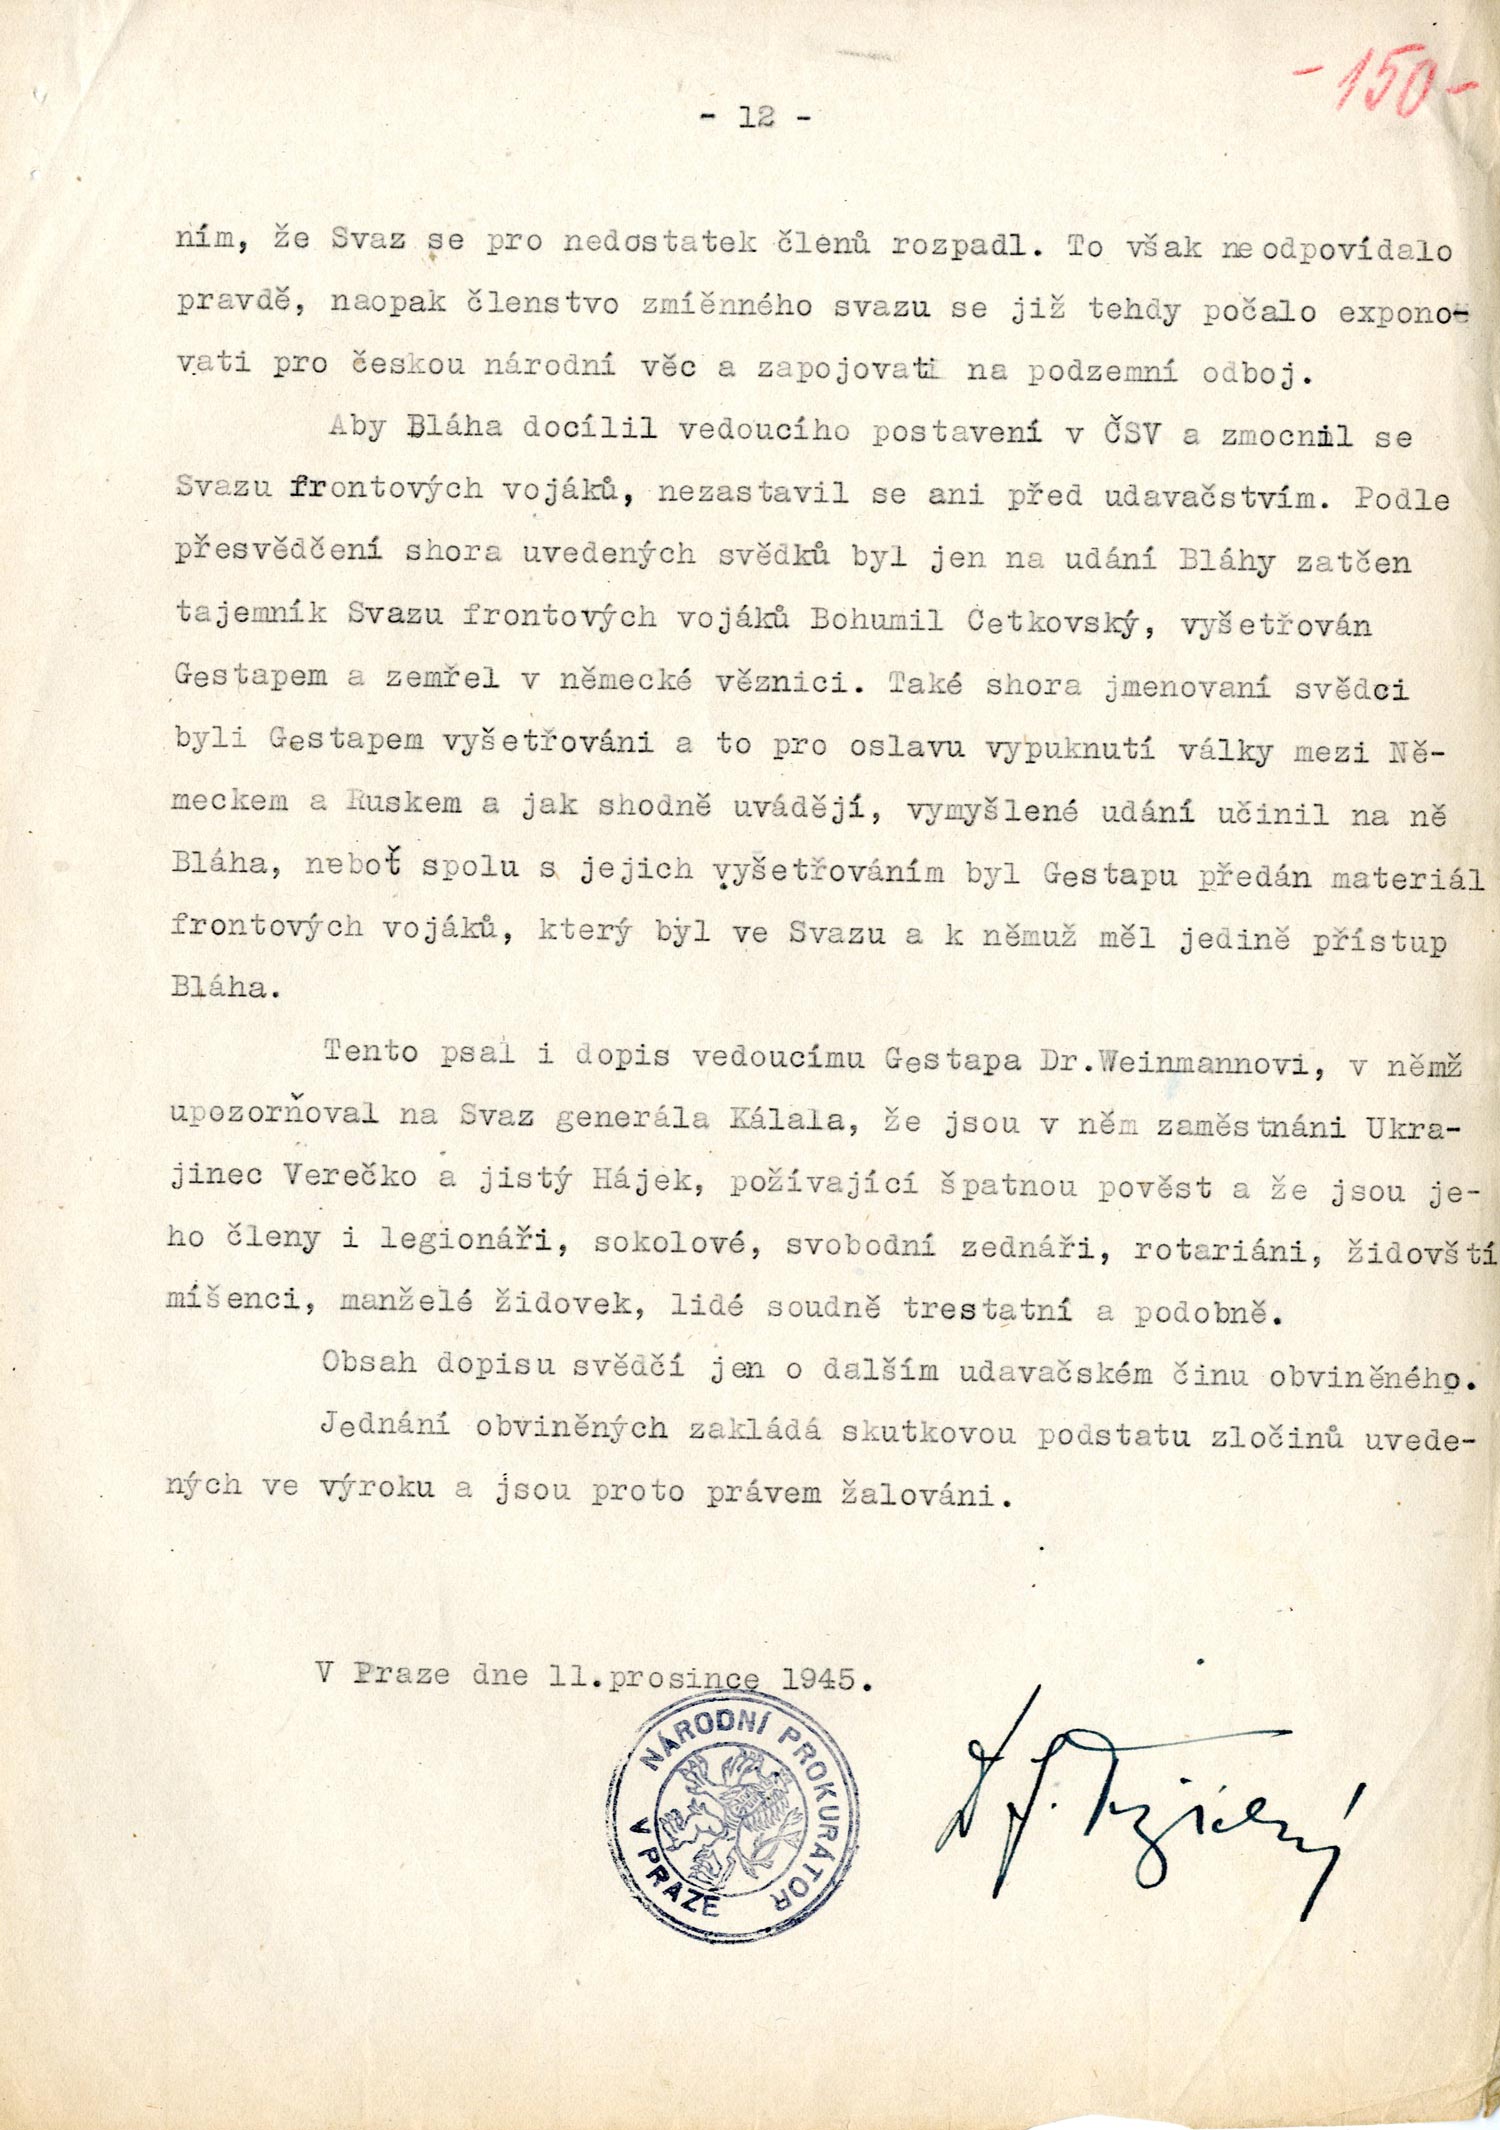 -150-
- 12 -
ním, že Svaz se pro nedostatek členů rozpadl. To však neodpovídalo
pravdě, naopak členstvo zmíěnného svazu se již tehdy počalo expono-
vati pro českou národní věc a zapojovati na podzemní odboj.
Aby Bláha docílil vedoucího postavení v ČSV a zmocnil se
Svazu frontových vojáků, nezastavil se ani před udavačstvím. Podle
přesvědčení shora uvedených svědků byl jen na udání Bláhy zatčen
tajemník Svazu frontových vojáků Bohumil Cetkovský, vyšetřován
Gestapem a zemřel v německé věznici. Také shora jmenovaní svědci
byli Gestapem vyšetřováni a to pro oslavu vypuknutí války mezi Ně-
meckem a Ruskem a jak shodně uvádějí, vymyšlené udání učinil na ně
Bláha, neboť spolu s jejich vyšetřováním byl Gestapu předán materiál
frontových vojáků, který byl ve Svazu a k němuž měl jedině přístup
Bláha.
Tento psal i dopis vedoucímu Gestapa Dr.Weinmannovi, v němž
upozorňoval na Svaz generála Kálala, že jsou v něm zaměstnáni Ukra-
jinec Verečko a jistý Hájek, požívající špatnou pověst a že jsou je-
ho členy i legionáři, sokolové, svobodní zednáři, rotariáni, židovští
míšenci, manželé židovek, lidé soudně trestatní a podobně.
Obsah dopisu svědčí jen o dalším udavačském činu obviněného.
Jednání obviněných zakládá skutkovou podstatu zločinů uvede-
ných ve výroku a jsou proto právem žalováni.
V Praze dne 11.prosince 1945.
NÁRODNÍ PROKURÁTOR
V PRAZE